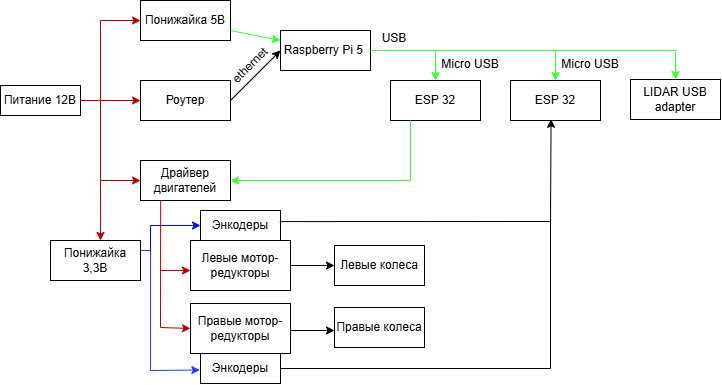 Понижайка 5В
USB
Raspberry Pi 5
ethernet
Micro USB
Micro USB
Питание 12В
Роутер
ESP 32
ESP 32
LIDAR USB
adapter
Драйвер
двигателей
Энкодеры
Понижайка
3,3В
Левые мотор-
редукторы
Левые колеса
Правые мотор-
редукторы
Правые колеса
Энкодеры